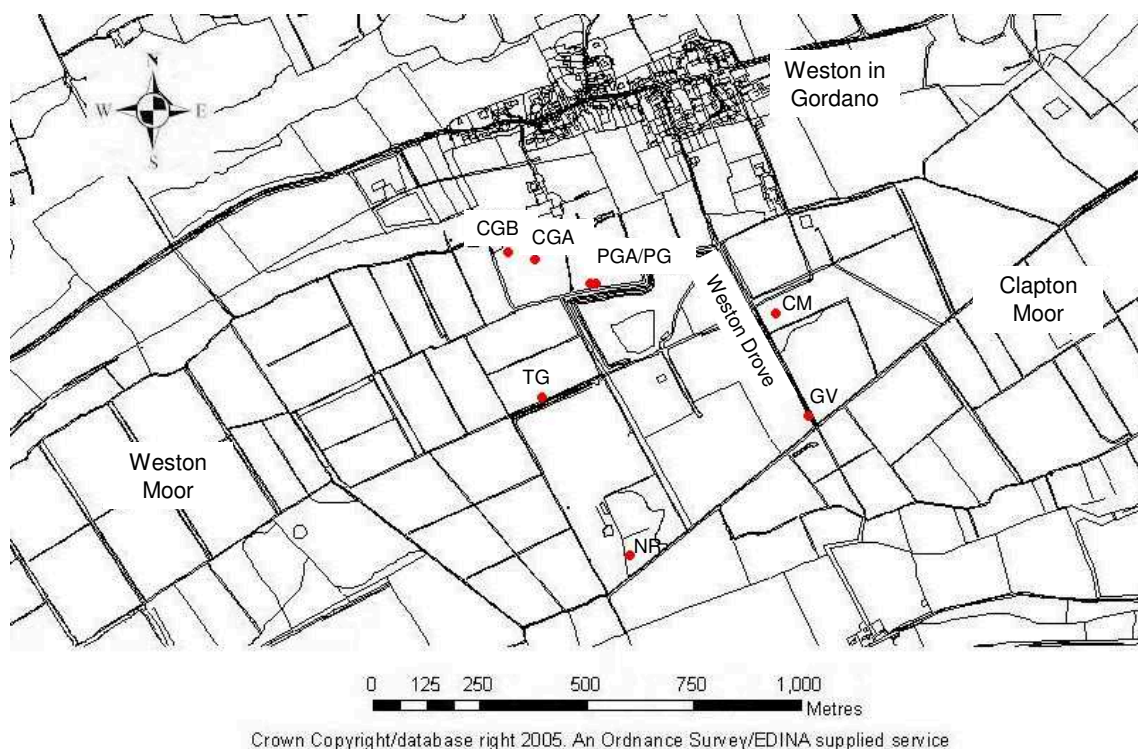 N
W E
S
Weston in
Gordano
CGB
CGA
PGA/PG
Clapton
Moor
CM
Weston Drove
TG
GV
Weston
Moor
NR
0 125 250 500 750 1,000
Metres
Crown Copyright/database right 2005. An Ordnance Survey/EDINA supplied service